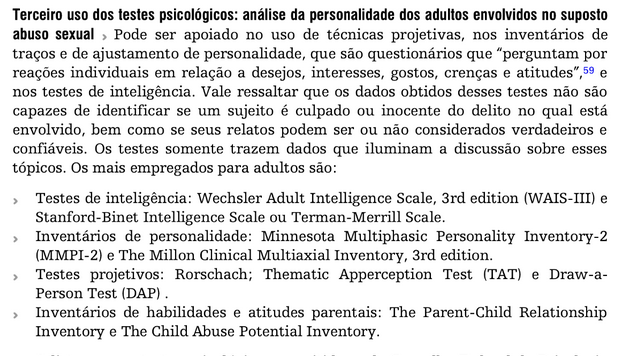 Terceiro uso dos testes psicológicos: análise da personalidade dos adultos envolvidos no suposto
abuso sexual › Pode ser apoiado no uso de técnicas projetivas, nos inventários de
traços e de ajustamento de personalidade, que são questionários que “perguntam por
reações individuais em relação a desejos, interesses, gostos, crenças e atitudes”,59 e
nos testes de inteligência. Vale ressaltar que os dados obtidos desses testes não são
capazes de identificar se um sujeito é culpado ou inocente do delito no qual está
envolvido, bem como se seus relatos podem ser ou não considerados verdadeiros e
confiáveis. Os testes somente trazem dados que iluminam a discussão sobre esses
tópicos. Os mais empregados para adultos são:
› Testes de inteligência: Wechsler Adult Intelligence Scale, 3rd edition (WAIS-III) e
Stanford-Binet Intelligence Scale ou Terman-Merrill Scale.
› Inventários de personalidade: Minnesota Multiphasic Personality Inventory-2
(MMPI-2) e The Millon Clinical Multiaxial Inventory, 3rd edition.
› Testes projetivos: Rorschach; Thematic Apperception Test (TAT) e Draw-a-
Person Test (DAP) .
› Inventários de habilidades e atitudes parentais: The Parent-Child Relationship
Inventory e The Child Abuse Potential Inventory.